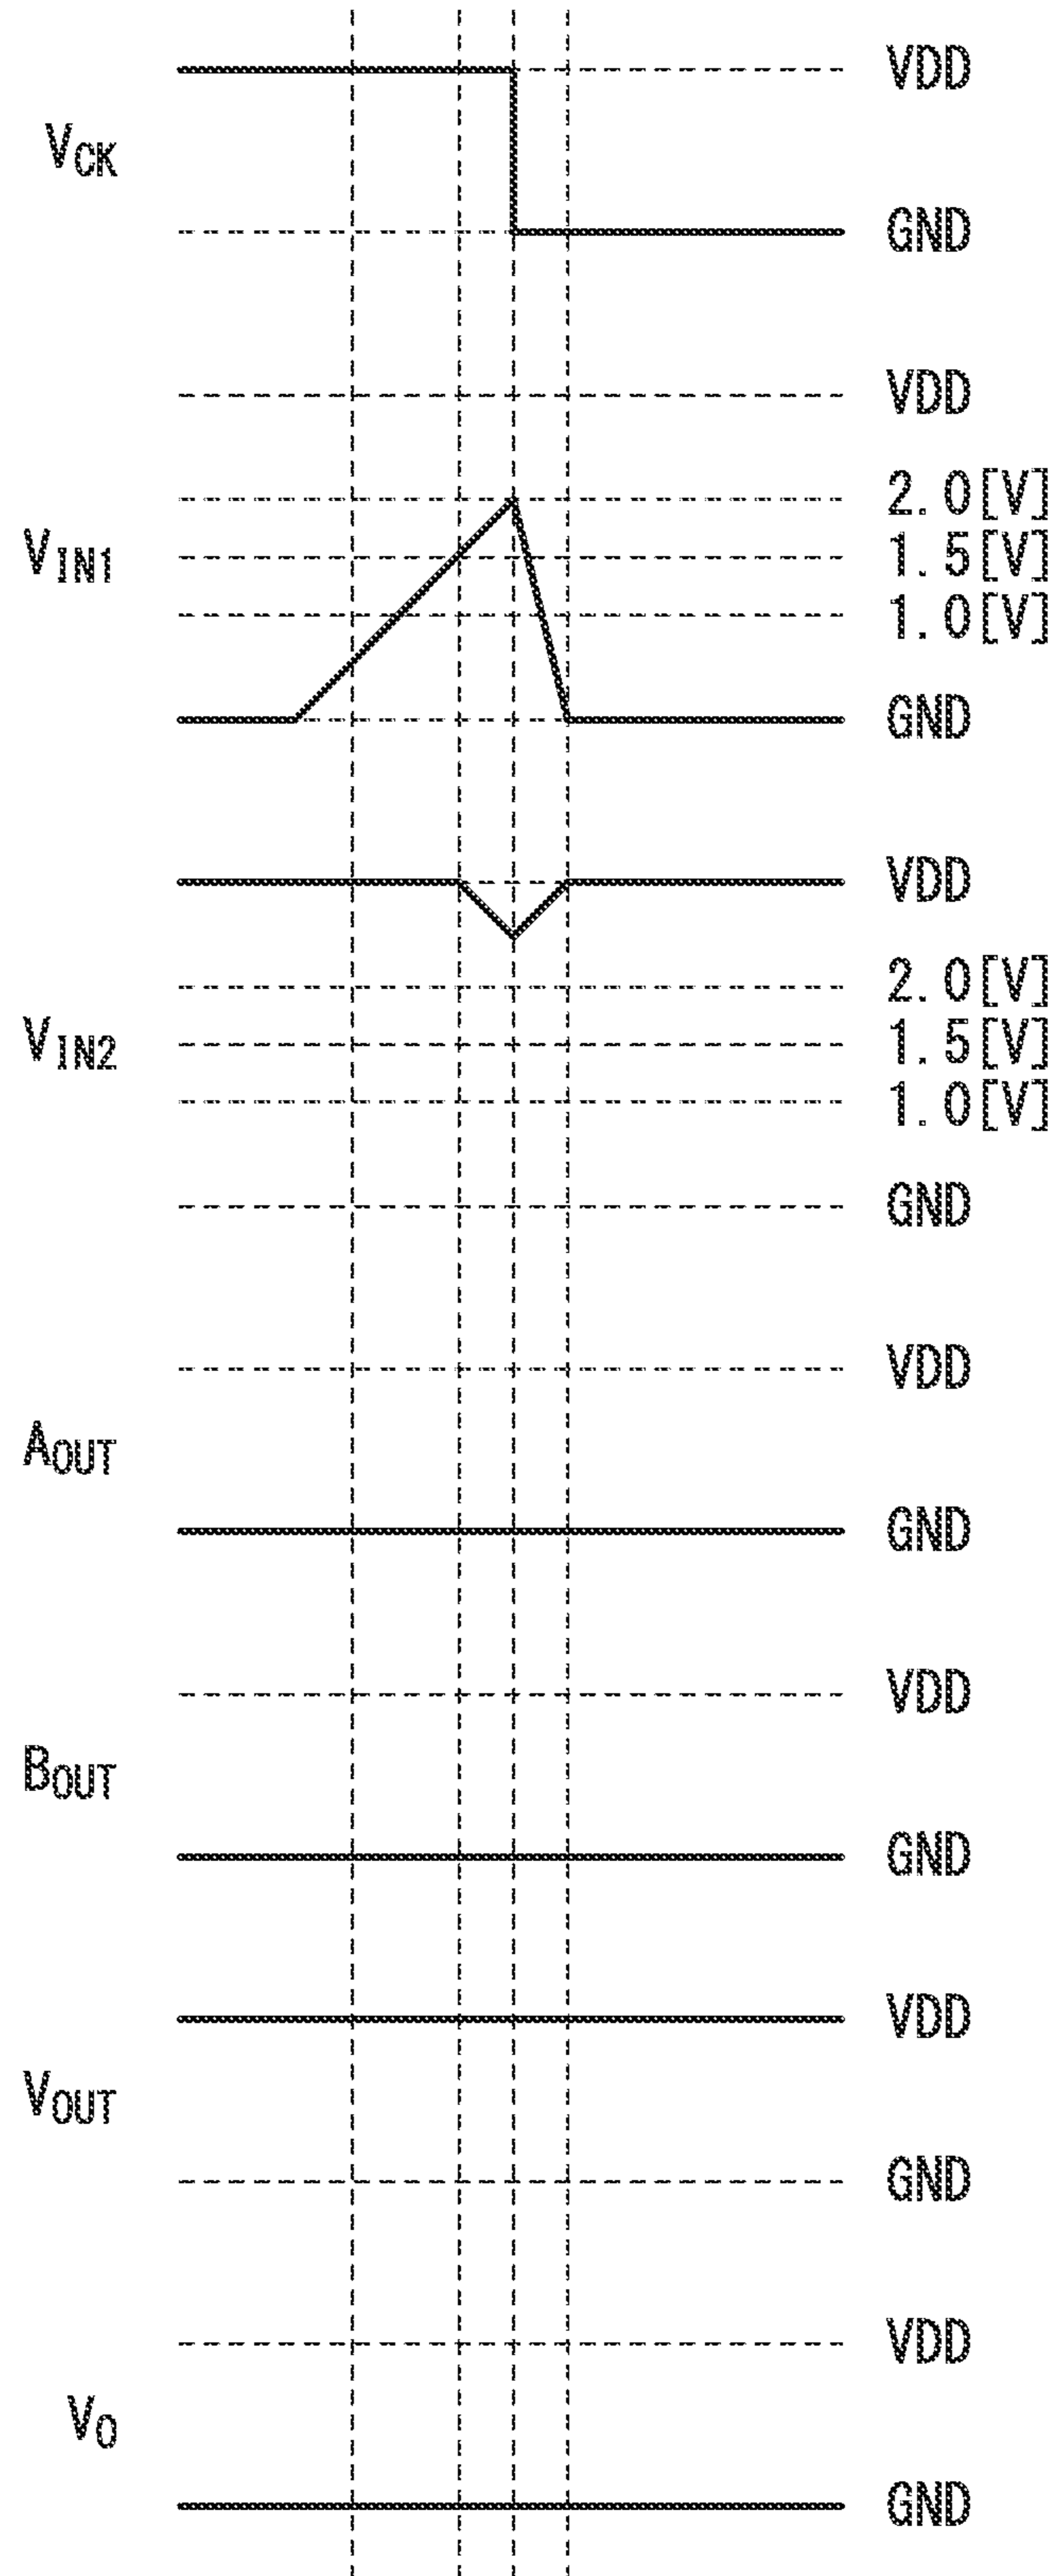 VDD
VCK
GND
VDD
2.0[V]
VIN1
1.5[V]
1.0[V]
GND
VDD
2.0[V]
VIN2
1.5[V]
1.0[V]
GND
VDD
AOUT
GND
VDD
BOUT
GND
VDD
VOUT
GND
VDD
VO
GND